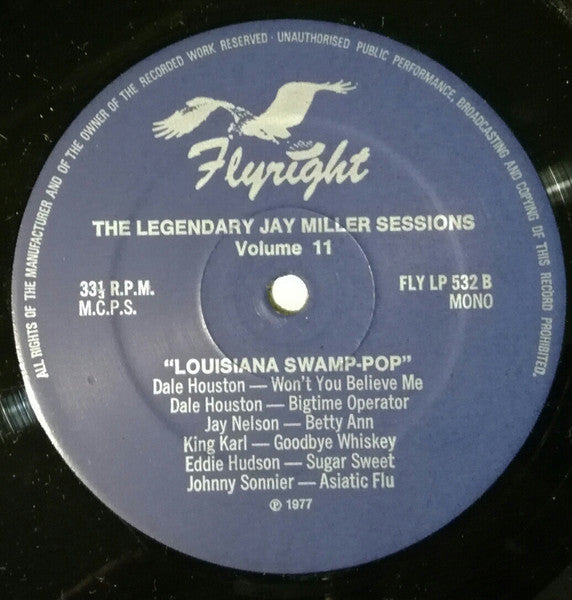 ALL RIGHTS OF THE MANUFACTURER AND OF THE OWNER OF THE RECORDED WORK RESERVED · UNAUTHORISED PUBLIC PERFORMANCE, BROADCASTING AND COPYING OF THIS RECORD PROHIBITED.
Flyright
THE LEGENDARY JAY MILLER SESSIONS
Volume 11
33⅓ R.P.M.
M.C.P.S.
FLY LP 532 B
MONO
"LOUISIANA SWAMP-POP"
Dale Houston — Won't You Believe Me
Dale Houston — Bigtime Operator
Jay Nelson — Betty Ann
King Karl — Goodbye Whiskey
Eddie Hudson — Sugar Sweet
Johnny Sonnier — Asiatic Flu
℗ 1977